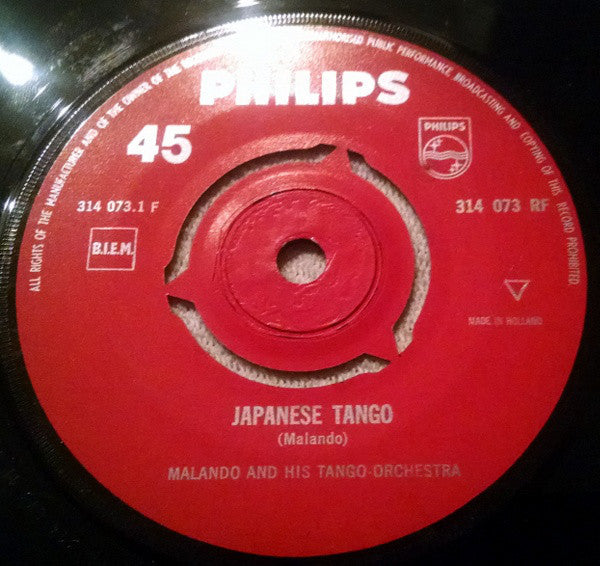 ALL RIGHTS OF THE MANUFACTURER AND OF THE OWNER OF THE
PUBLIC PERFORMANCE BROADCASTING AND COPYING OF THIS RECORD PROHIBITED.
PHILIPS
45
PHILIPS
314 073.1 F
314 073 RF
B.I.E.M.
MADE IN HOLLAND
JAPANESE TANGO
(Malando)
MALANDO AND HIS TANGO-ORCHESTRA